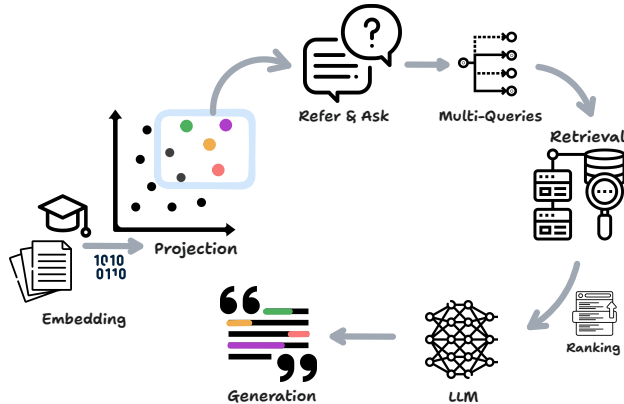 Refer & Ask
Multi-Queries
Retrieval
Projection
1010
0110
Embedding
Ranking
Generation
LLM